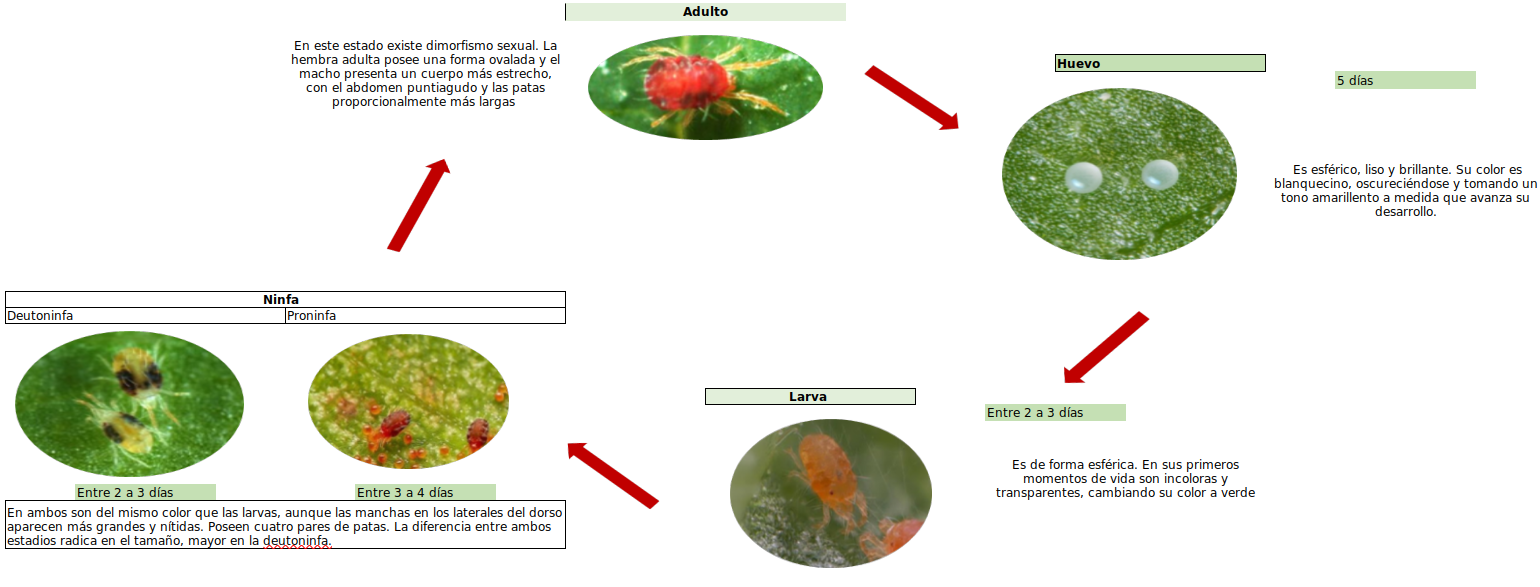 Adulto
En este estado existe dimorfismo sexual. La
hembra adulta posee una forma ovalada y el
macho presenta un cuerpo más estrecho,
con el abdomen puntiagudo y las patas
proporcionalmente más largas
Huevo
5 días
Es esférico, liso y brillante. Su color es
blanquecino, oscureciéndose y tomando un
tono amarillento a medida que avanza su
desarrollo.
Larva
Entre 2 a 3 días
Es de forma esférica. En sus primeros
momentos de vida son incoloras y
transparentes, cambiando su color a verde
Ninfa
Deutoninfa
Proninfa
Entre 2 a 3 días
Entre 3 a 4 días
En ambos son del mismo color que las larvas, aunque las manchas en los laterales del dorso
aparecen más grandes y nítidas. Poseen cuatro pares de patas. La diferencia entre ambos
estadios radica en el tamaño, mayor en la deutoninfa.